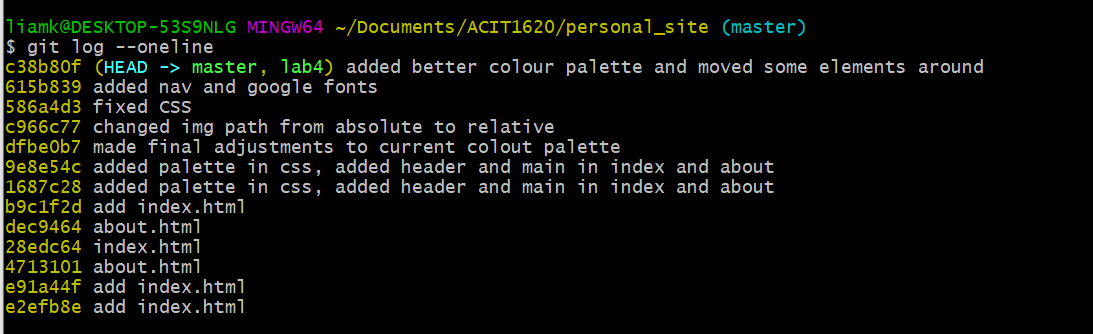 liamk@DESKTOP-53S9NLG MINGW64 ~/Documents/ACIT1620/personal_site (master)
$ git log --oneline
c38b80f (HEAD -> master, lab4) added better colour palette and moved some elements around
615b839 added nav and google fonts
586a4d3 fixed CSS
c966c77 changed img path from absolute to relative
dfbe0b7 made final adjustments to current colout palette
9e8e54c added palette in css, added header and main in index and about
1687c28 added palette in css, added header and main in index and about
b9c1f2d add index.html
dec9464 about.html
28edc64 index.html
4713101 about.html
e91a44f add index.html
e2efb8e add index.html